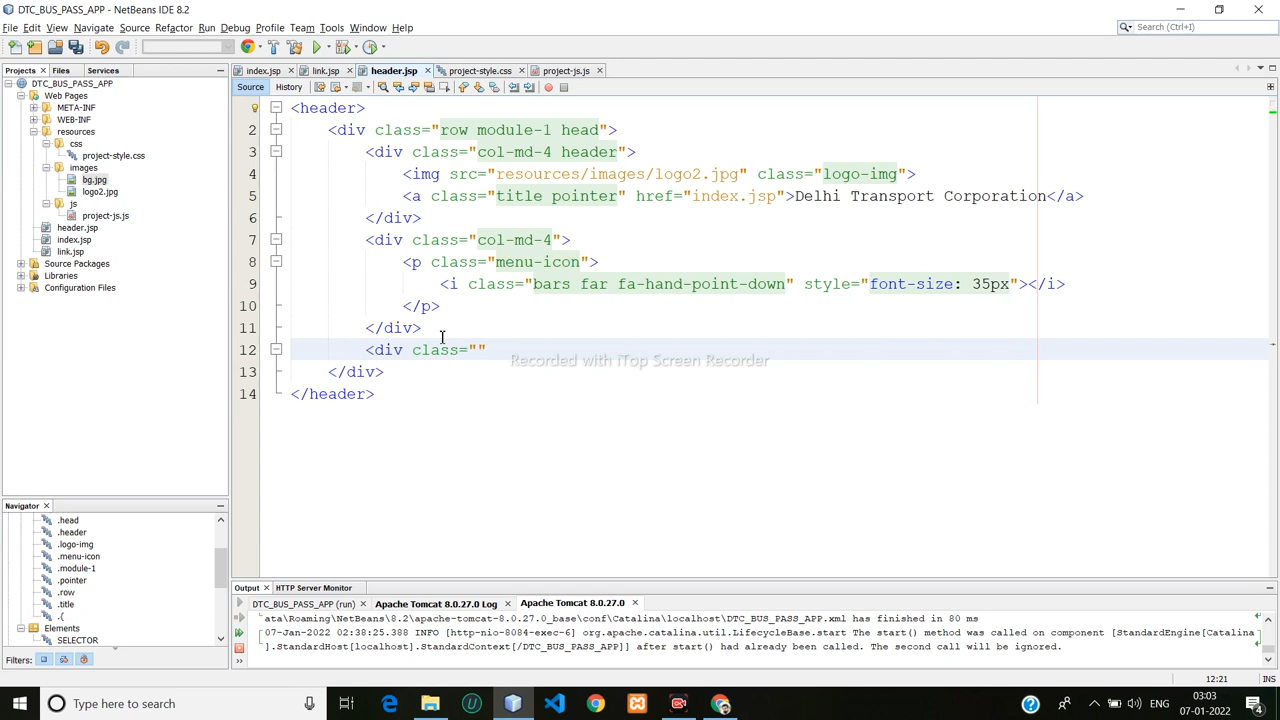 DTC_BUS_PASS_APP - NetBeans IDE 8.2
File Edit View Navigate Source Refactor Run Debug Profile Team Tools Window Help
Search (Ctrl+I)
Projects Files Services
index.jsp link.jsp header.jsp project-style.css project-js.js
Source History
DTC_BUS_PASS_APP
Web Pages
META-INF
WEB-INF
resources
css
project-style.css
images
bg.jpg
logo2.jpg
js
project-js.js
header.jsp
index.jsp
link.jsp
Source Packages
Libraries
Configuration Files
<header>
2 <div class="row module-1 head">
3 <div class="col-md-4 header">
4 <img src="resources/images/logo2.jpg" class="logo-img">
5 <a class="title pointer" href="index.jsp">Delhi Transport Corporation</a>
6 </div>
7 <div class="col-md-4">
8 <p class="menu-icon">
9 <i class="bars far fa-hand-point-down" style="font-size: 35px"></i>
10 </p>
11 </div>
12 <div class=""
13 </div>
14 </header>
Recorded with iTop Screen Recorder
Navigator
.head
.header
.logo-img
.menu-icon
.module-1
.pointer
.row
.title
.{
Elements
SELECTOR
Filters:
Output HTTP Server Monitor
DTC_BUS_PASS_APP (run) Apache Tomcat 8.0.27.0 Log Apache Tomcat 8.0.27.0
ata\Roaming\NetBeans\8.2\apache-tomcat-8.0.27.0_base\conf\Catalina\localhost\DTC_BUS_PASS_APP.xml has finished in 80 ms
07-Jan-2022 02:38:25.388 INFO [http-nio-8084-exec-6] org.apache.catalina.util.LifecycleBase.start The start() method was called on component [StandardEngine[Catalina
].StandardHost[localhost].StandardContext[/DTC_BUS_PASS_APP]] after start() had already been called. The second call will be ignored.
12:21 INS
Type here to search
03:03
07-01-2022
4